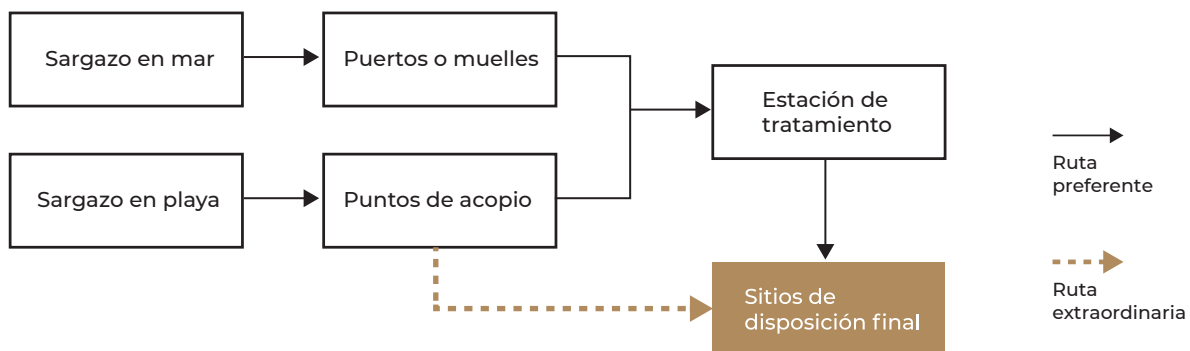 Sargazo en mar
Puertos o muelles
Estación de
tratamiento
Sargazo en playa
Puntos de acopio
Sitios de
disposición final
Ruta
preferente
Ruta
extraordinaria